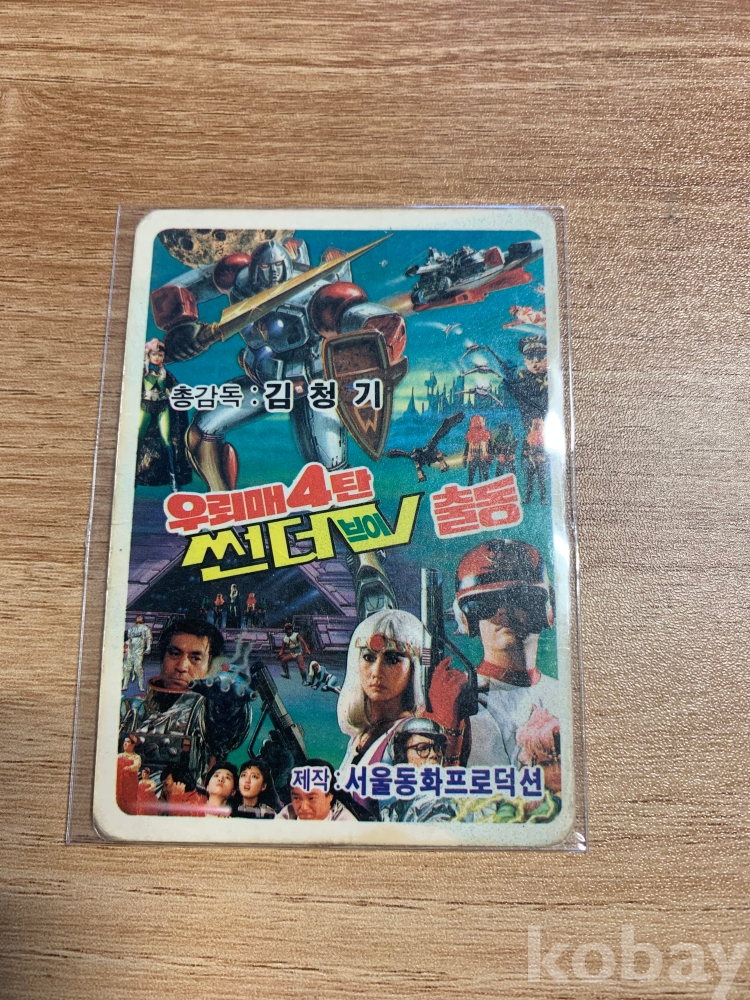 총감독 : 김청기
우뢰매4탄
썬더브이V 출동
제작 : 서울동화프로덕션
kobay